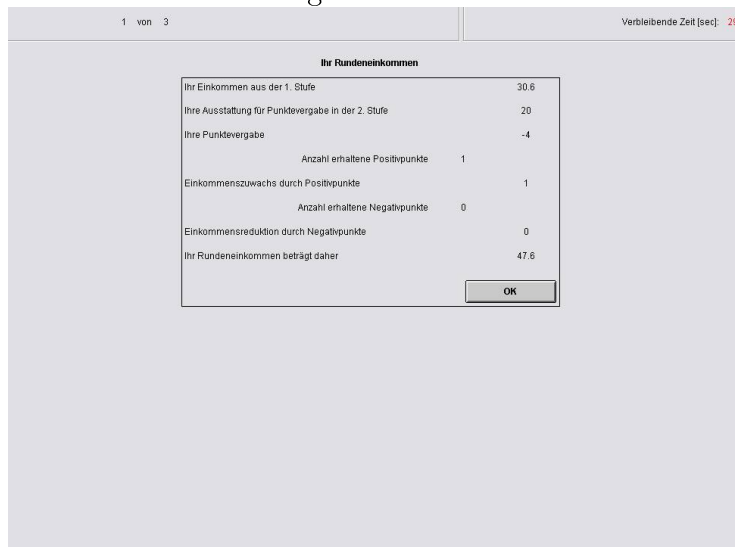 1 von 3
Verbleibende Zeit [sec]: 29
Ihr Rundeneinkommen
Ihr Einkommen aus der 1. Stufe 30.6
Ihre Ausstattung für Punktevergabe in der 2. Stufe 20
Ihre Punktevergabe -4
Anzahl erhaltene Positivpunkte 1
Einkommenszuwachs durch Positivpunkte 1
Anzahl erhaltene Negativpunkte 0
Einkommensreduktion durch Negativpunkte 0
Ihr Rundeneinkommen beträgt daher 47.6
OK